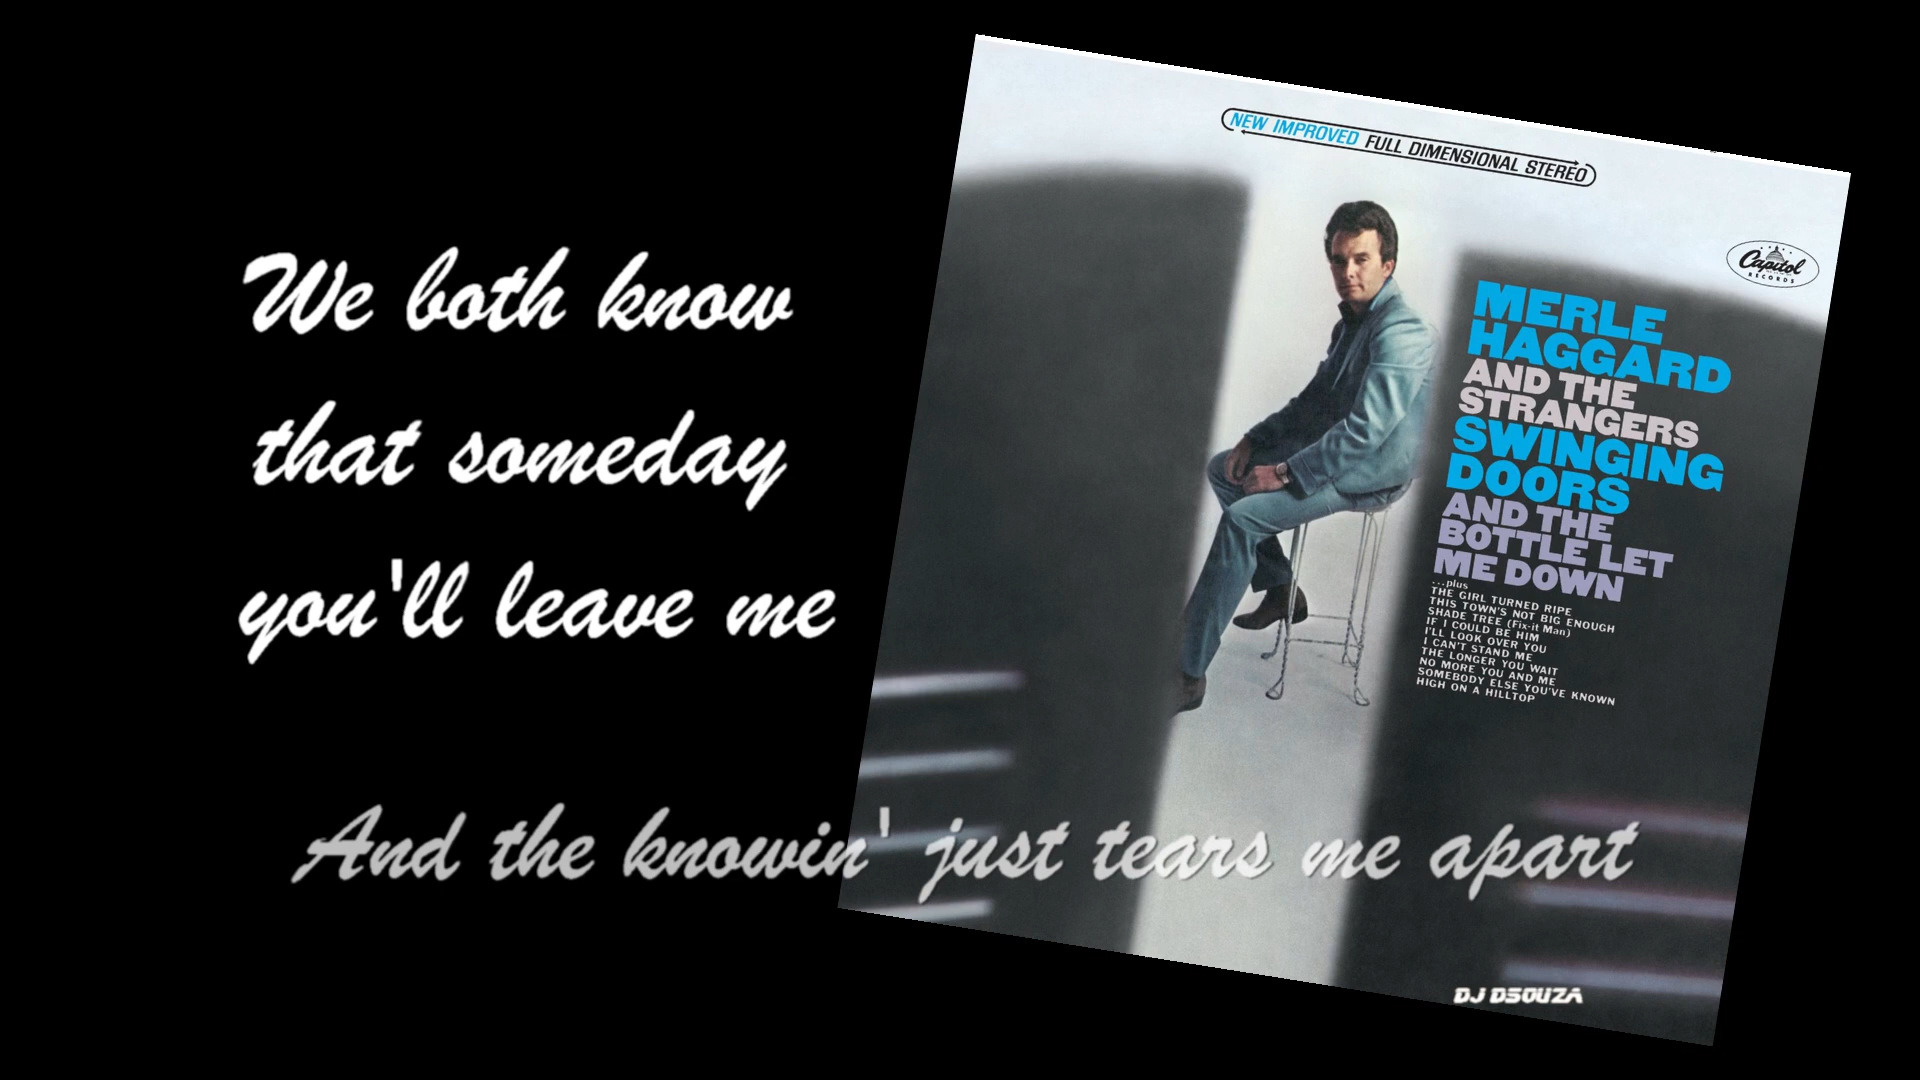 We both know
that someday
you'll leave me
And the knowin' just tears me apart
NEW IMPROVED FULL DIMENSIONAL STEREO
Capitol
RECORDS
MERLE
HAGGARD
AND THE
STRANGERS
SWINGING
DOORS
AND THE
BOTTLE LET
ME DOWN
...plus
THE GIRL TURNED RIPE
THIS TOWN'S NOT BIG ENOUGH
SHADE TREE (Fix-it Man)
IF I COULD BE HIM
I'LL LOOK OVER YOU
I CAN'T STAND ME
THE LONGER YOU WAIT
NO MORE YOU AND ME
SOMEBODY ELSE YOU'VE KNOWN
HIGH ON A HILLTOP
DJ DSOUZA